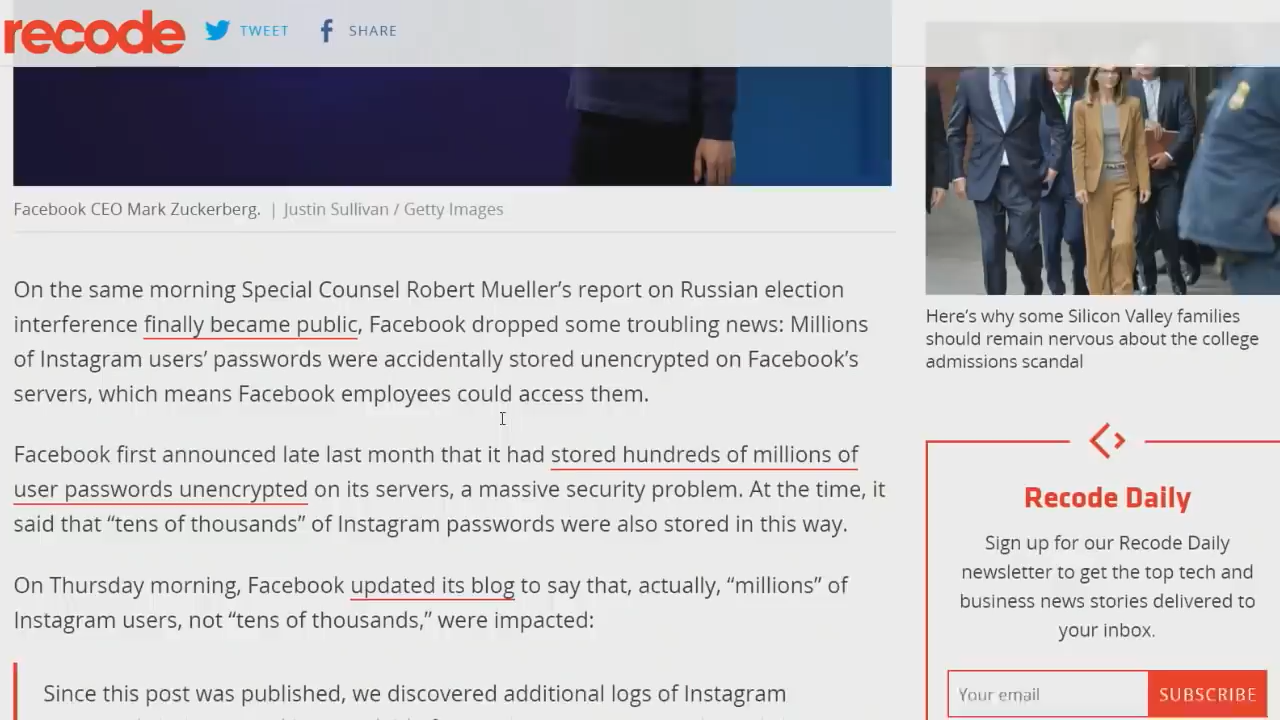 recode
TWEET
SHARE
Facebook CEO Mark Zuckerberg. | Justin Sullivan / Getty Images
On the same morning Special Counsel Robert Mueller’s report on Russian election
interference finally became public, Facebook dropped some troubling news: Millions
of Instagram users’ passwords were accidentally stored unencrypted on Facebook’s
servers, which means Facebook employees could access them.
Facebook first announced late last month that it had stored hundreds of millions of
user passwords unencrypted on its servers, a massive security problem. At the time, it
said that “tens of thousands” of Instagram passwords were also stored in this way.
On Thursday morning, Facebook updated its blog to say that, actually, “millions” of
Instagram users, not “tens of thousands,” were impacted:
Since this post was published, we discovered additional logs of Instagram
Here’s why some Silicon Valley families
should remain nervous about the college
admissions scandal
Recode Daily
Sign up for our Recode Daily
newsletter to get the top tech and
business news stories delivered to
your inbox.
Your email
SUBSCRIBE